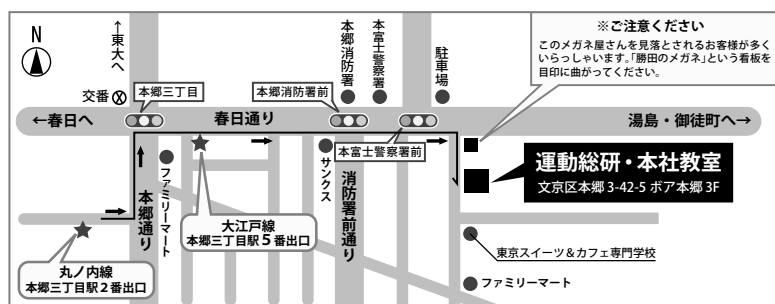 N
←東大へ
本郷消防署
本富士警察署
駐車場
※ご注意ください
このメガネ屋さんを見落とされるお客様が多く
いらっしゃいます。「勝田のメガネ」という看板を
目印に曲がってください。
交番
本郷三丁目
本郷消防署前
←春日へ
春日通り
湯島・御徒町へ→
本富士警察署前
運動総研・本社教室
文京区本郷3-42-5 ボア本郷 3F
本郷通り
ファミリーマート
サンクス
消防署前通り
大江戸線
本郷三丁目駅5番出口
丸ノ内線
本郷三丁目駅2番出口
東京スイーツ&カフェ専門学校
ファミリーマート